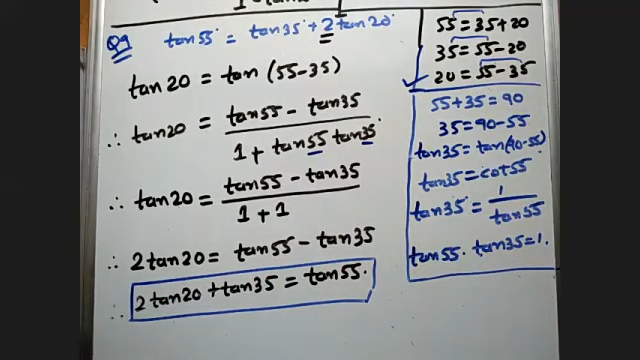 Q9 tan55° = tan35° + 2 tan20°
tan20 = tan (55-35)
∴ tan20 = tan55 - tan35 / 1 + tan55 tan35
∴ tan20 = tan55 - tan35 / 1 + 1
∴ 2tan20 = tan55 - tan35
∴ 2tan20 + tan35 = tan55.
55 = 35+20
35 = 55-20
20 = 55-35
55+35=90
35=90-55
tan35=tan(90-55)
tan35=cot55
tan35= 1 / tan55
tan55. tan35=1.